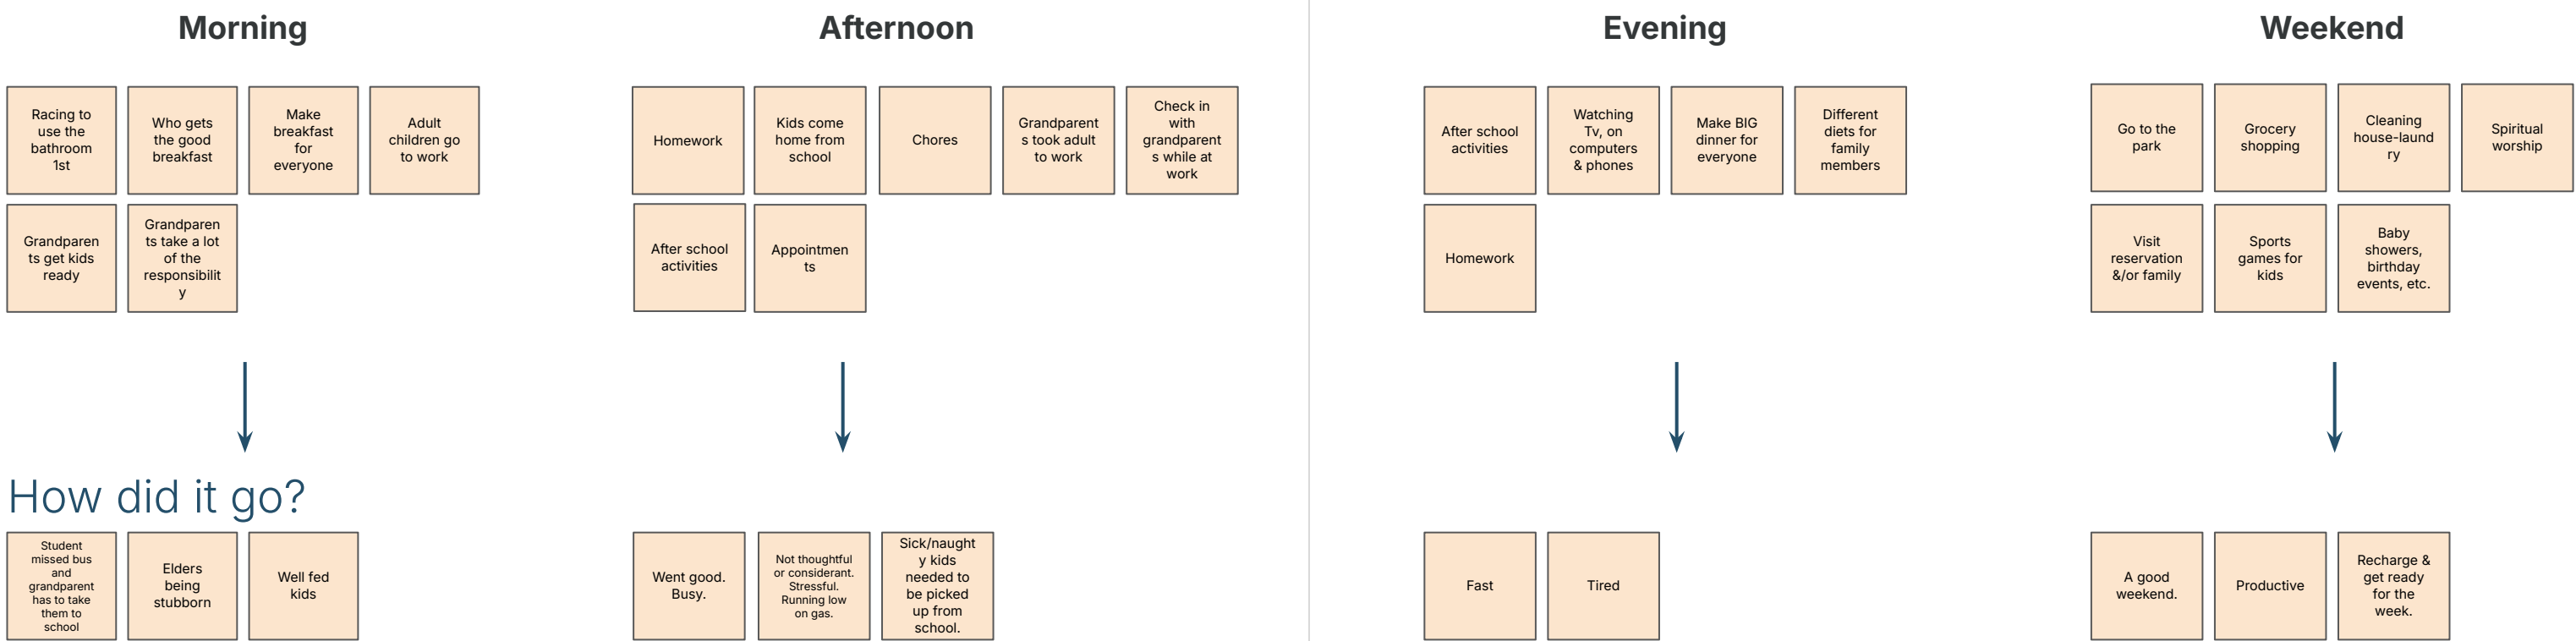 Morning
Afternoon
Evening
Weekend
Racing to
use the
bathroom
1st
Who gets
the good
breakfast
Make
breakfast
for
everyone
Adult
children go
to work
Grandparen
ts get kids
ready
Grandparen
ts take a lot
of the
responsibilit
y
Homework
Kids come
home from
school
Chores
Grandparent
s took adult
to work
Check in
with
grandparent
s while at
work
After school
activities
Appointmen
ts
After school
activities
Watching
Tv, on
computers
& phones
Make BIG
dinner for
everyone
Different
diets for
family
members
Homework
Go to the
park
Grocery
shopping
Cleaning
house-laund
ry
Spiritual
worship
Visit
reservation
&/or family
Sports
games for
kids
Baby
showers,
birthday
events, etc.
How did it go?
Student
missed bus
and
grandparent
has to take
them to
school
Elders
being
stubborn
Well fed
kids
Went good.
Busy.
Not thoughtful
or considerant.
Stressful.
Running low
on gas.
Sick/naught
y kids
needed to
be picked
up from
school.
Fast
Tired
A good
weekend.
Productive
Recharge &
get ready
for the
week.